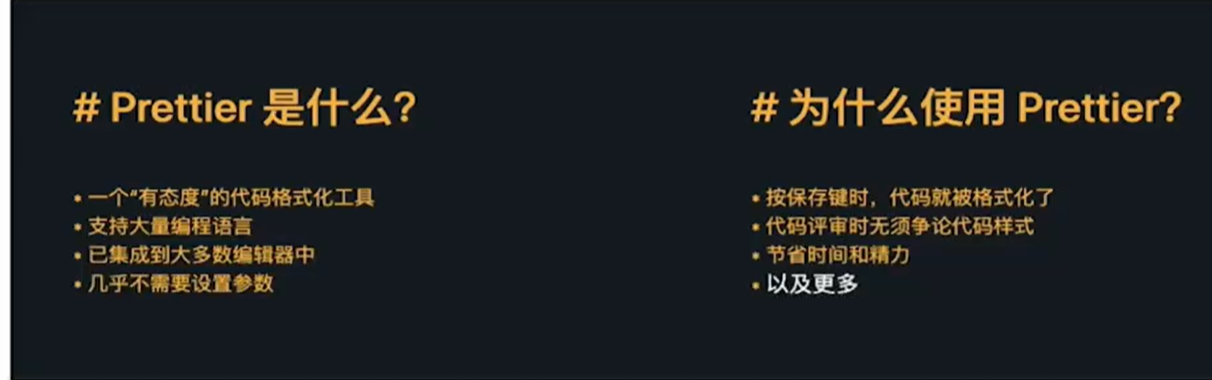 # Prettier 是什么？
• 一个“有态度”的代码格式化工具
• 支持大量编程语言
• 已集成到大多数编辑器中
• 几乎不需要设置参数
# 为什么使用 Prettier？
• 按保存键时，代码就被格式化了
• 代码评审时无须争论代码样式
• 节省时间和精力
• 以及更多